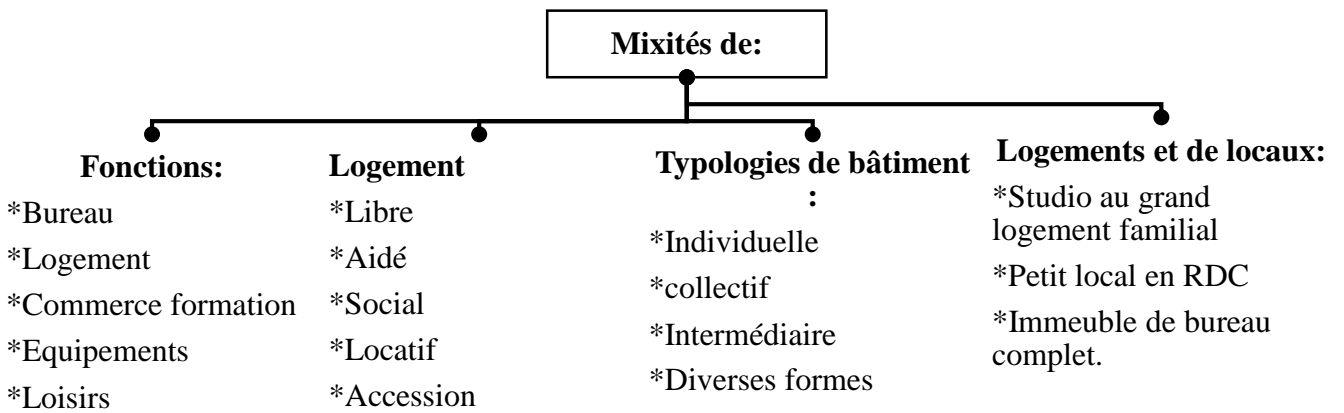 Mixités de:
Fonctions:
*Bureau
*Logement
*Commerce formation
*Equipements
*Loisirs
Logement
*Libre
*Aidé
*Social
*Locatif
*Accession
Typologies de bâtiment
:
*Individuelle
*collectif
*Intermédiaire
*Diverses formes
Logements et de locaux:
*Studio au grand
logement familial
*Petit local en RDC
*Immeuble de bureau
complet.